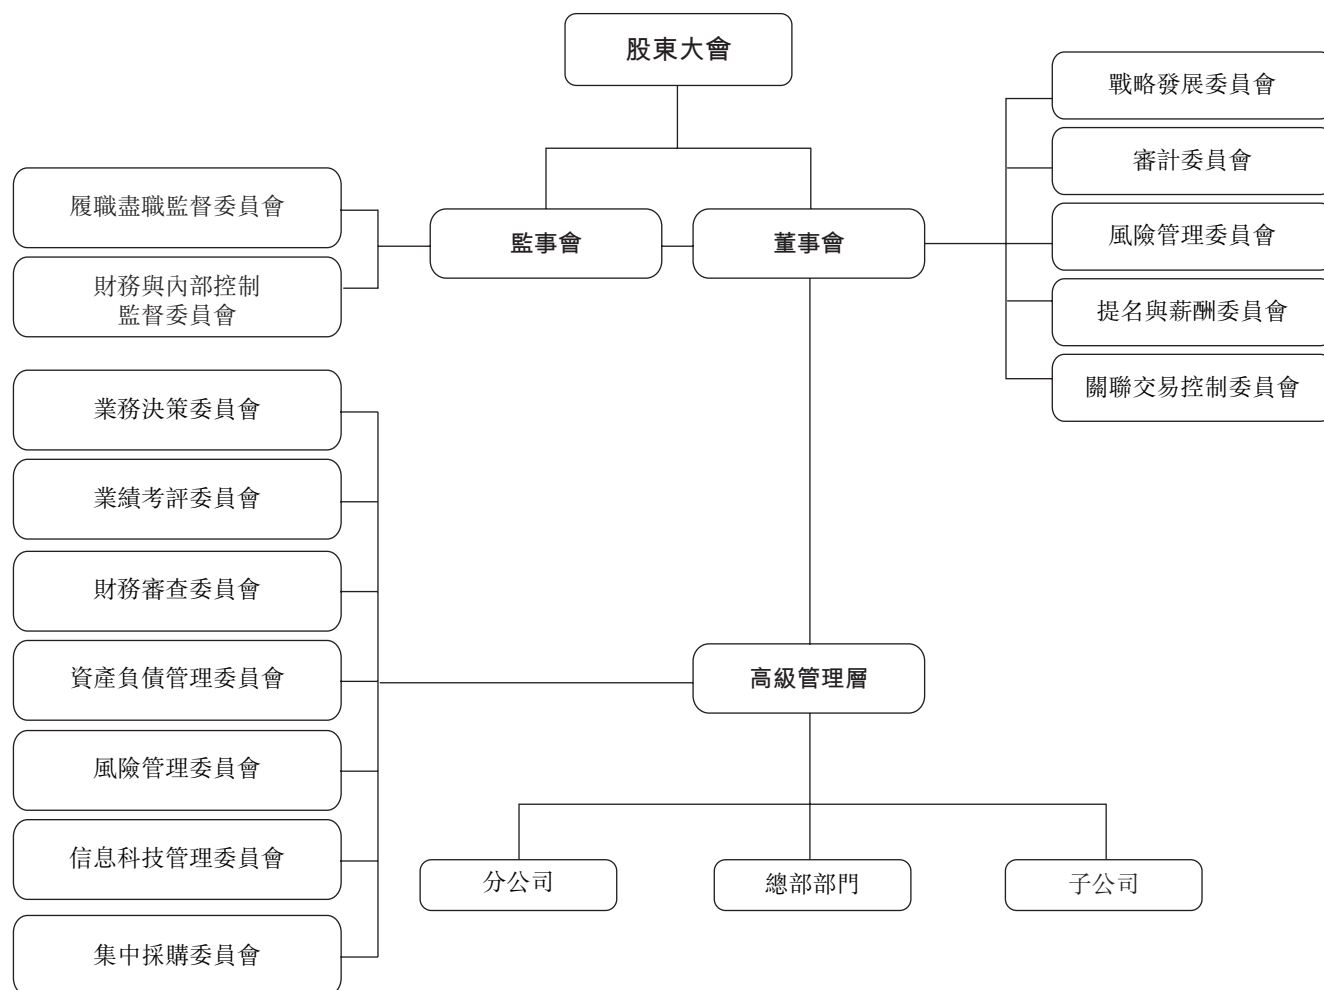 股東大會
戰略發展委員會
審計委員會
風險管理委員會
提名與薪酬委員會
關聯交易控制委員會
履職盡職監督委員會
財務與內部控制
監督委員會
監事會
董事會
業務決策委員會
業績考評委員會
財務審查委員會
資產負債管理委員會
風險管理委員會
信息科技管理委員會
集中採購委員會
高級管理層
分公司
總部部門
子公司